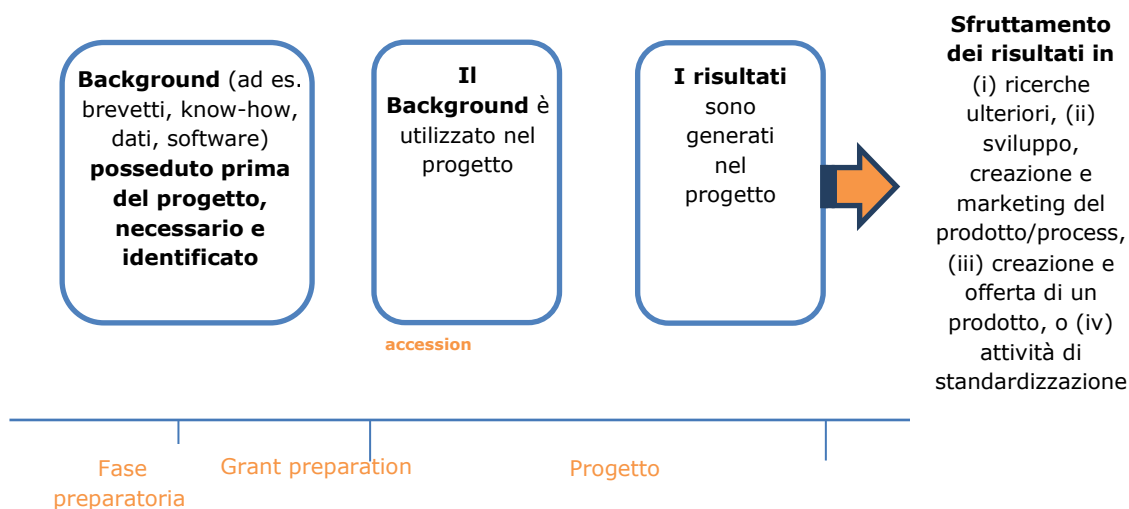 Background (ad es.
brevetti, know-how,
dati, software)
posseduto prima
del progetto,
necessario e
identificato
Il
Background è
utilizzato nel
progetto
I risultati
sono
generati
nel
progetto
Sfruttamento
dei risultati in
(i) ricerche
ulteriori, (ii)
sviluppo,
creazione e
marketing del
prodotto/process,
(iii) creazione e
offerta di un
prodotto, o (iv)
attività di
standardizzazione
accession
Fase
preparatoria
Grant preparation
Progetto